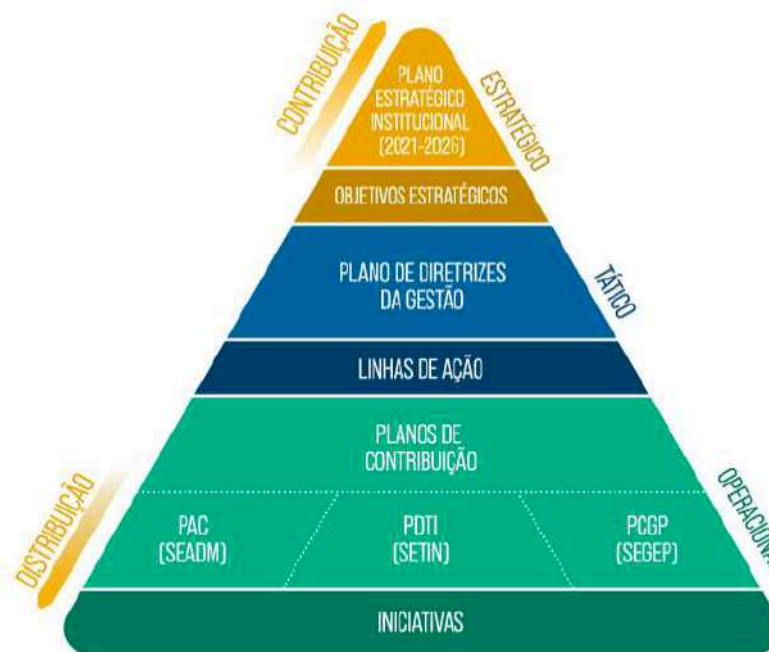 CONTRIBUIÇÃO
PLANO
ESTRATÉGICO
INSTITUCIONAL
(2021-2026)
ESTRATÉGICO
OBJETIVOS ESTRATÉGICOS
PLANO DE DIRETRIZES
DA GESTÃO
TÁTICO
LINHAS DE AÇÃO
PLANOS DE
CONTRIBUIÇÃO
DISTRIBUIÇÃO
PAC
(SEADM)
PDTI
(SETIN)
PCGP
(SEGEP)
OPERACIONA
INICIATIVAS